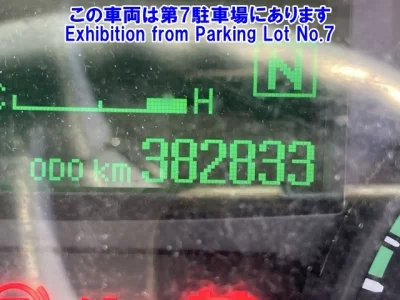 この車両は第7駐車場にあります
Exhibition from Parking Lot No.7
N
C H
ODO km 382833